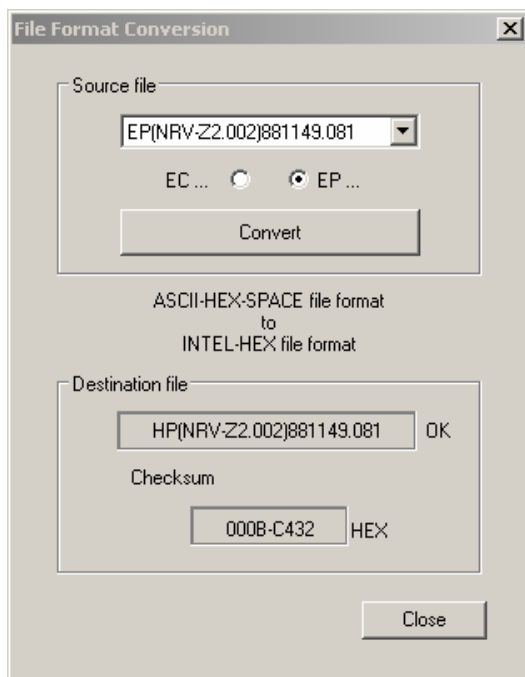 File Format Conversion
Source file
EP(NRV-Z2.002)881149.081
EC ... EP ...
Convert
ASCII-HEX-SPACE file format
to
INTEL-HEX file format
Destination file
HP(NRV-Z2.002)881149.081 OK
Checksum
000B-C432 HEX
Close